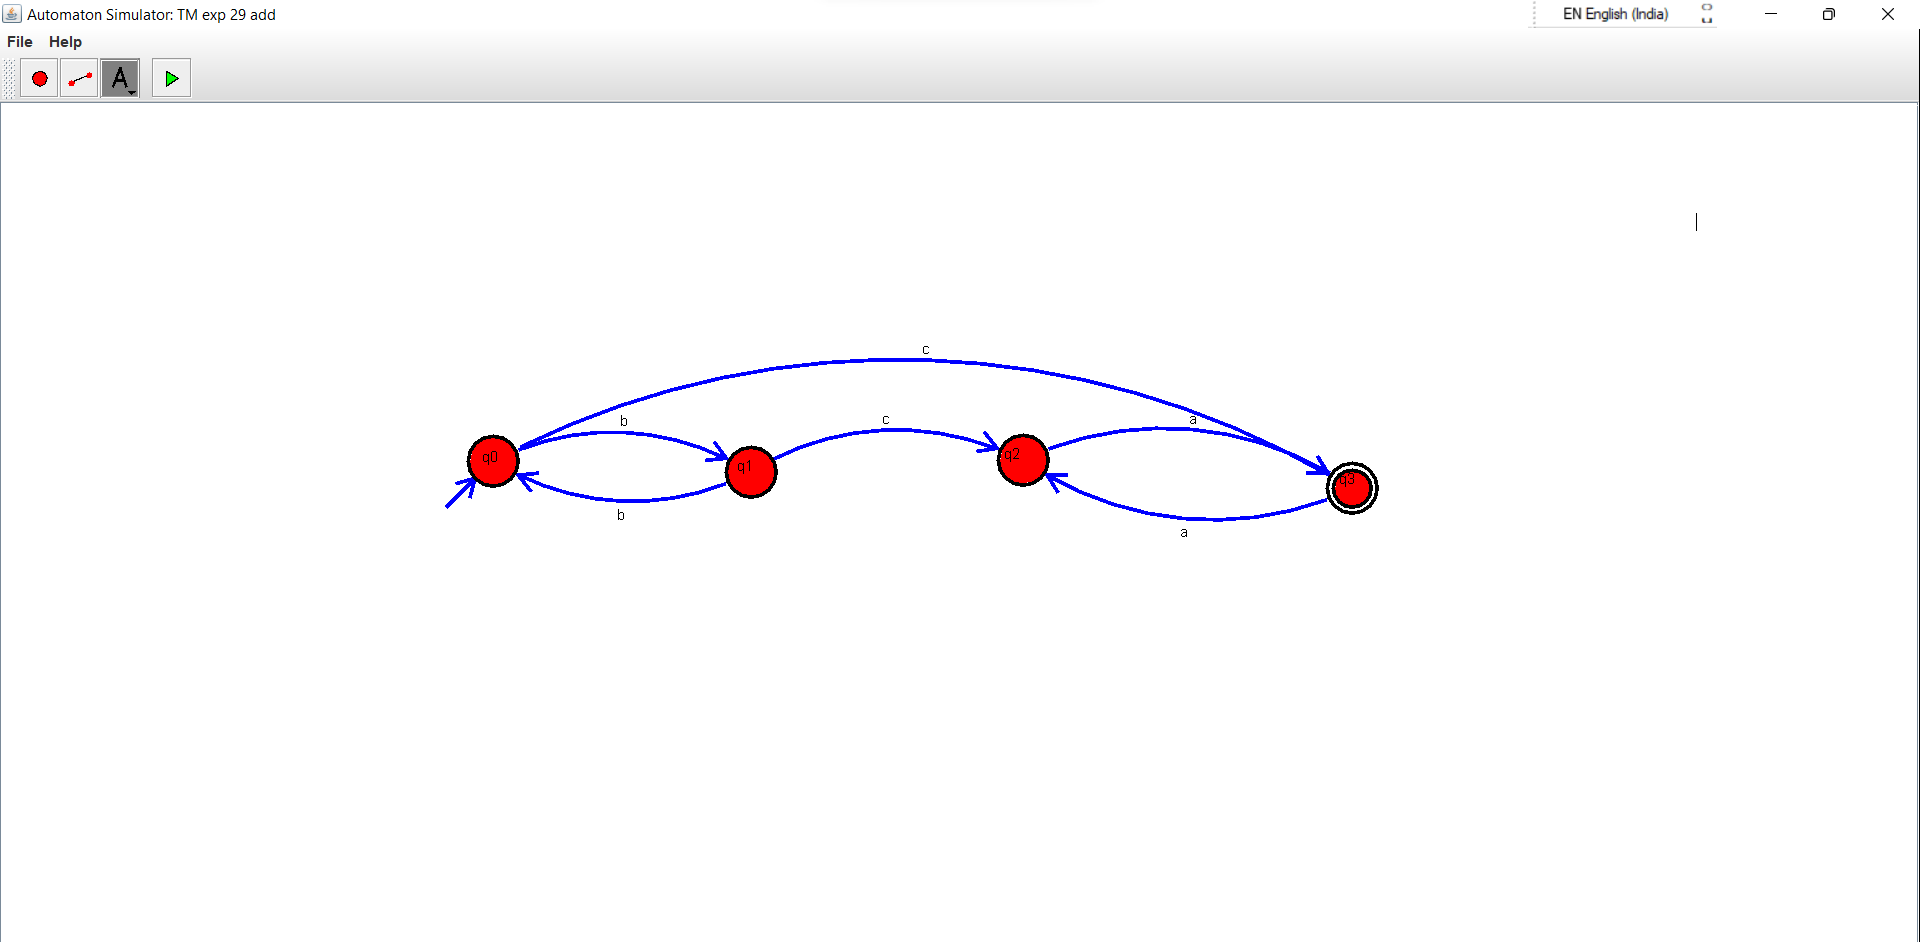 Automaton Simulator: TM exp 29 add
EN English (India)
File Help
A
c
b
c
a
q0
q1
q2
q3
b
a